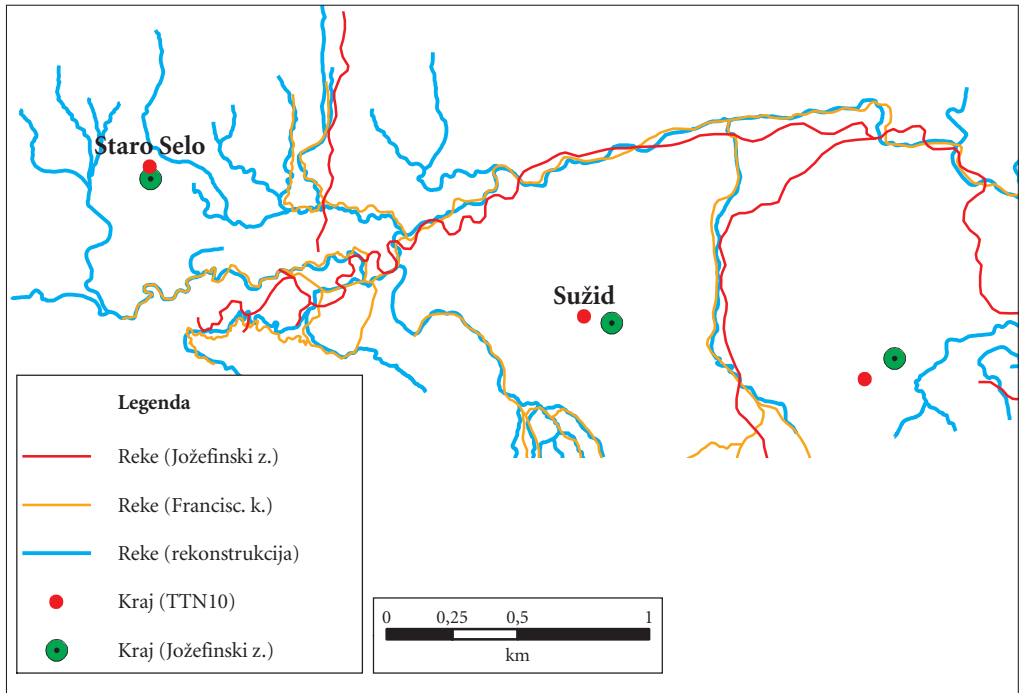 Staro Selo
Sužid
Legenda
Reke (Jožefinski z.)
Reke (Francisc. k.)
Reke (rekonstrukcija)
Kraj (TTN10)
Kraj (Jožefinski z.)
0 0,25 0,5 1
km